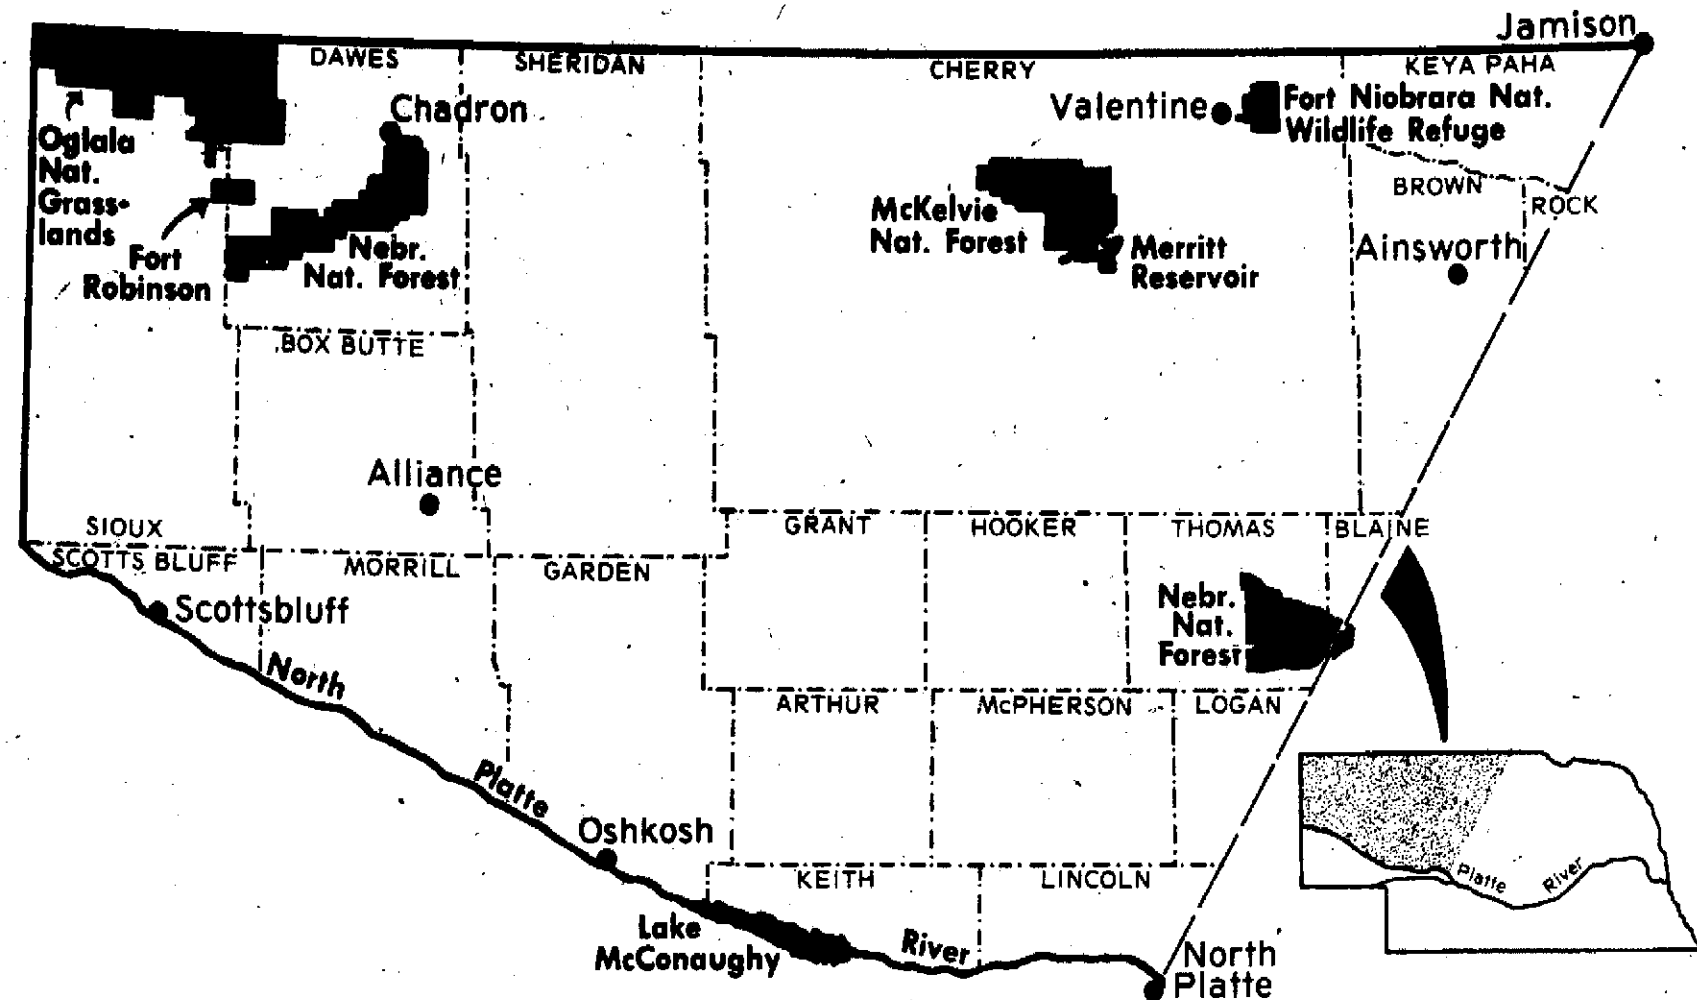 Jamison
DAWES
SHERIDAN
CHERRY
KEYA PAHA
Chadron
Valentine
Fort Niobrara Nat.
Wildlife Refuge
Oglala
Nat.
Grass-
lands
Fort
Robinson
Nebr.
Nat. Forest
McKelvie
Nat. Forest
Merritt
Reservoir
BROWN
ROCK
Ainsworth
BOX BUTTE
Alliance
SIOUX
SCOTTS BLUFF
MORRILL
GARDEN
GRANT
HOOKER
THOMAS
BLAINE
Scottsbluff
Nebr.
Nat.
Forest
North
Platte
River
ARTHUR
McPHERSON
LOGAN
Oshkosh
KEITH
LINCOLN
Lake
McConaughy
North
Platte
Platte
River